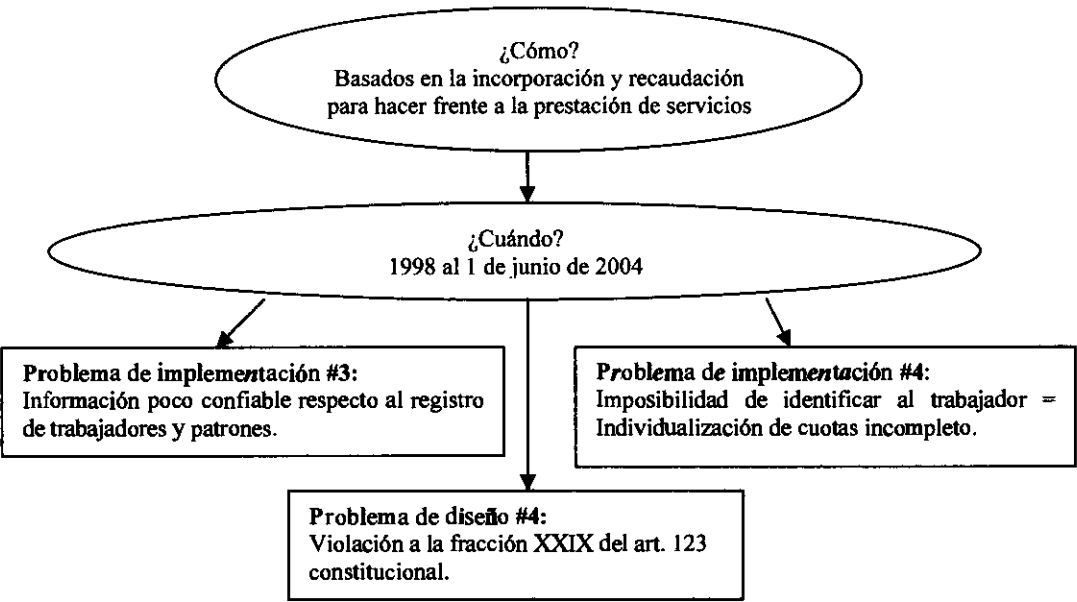 ¿Cómo?
Basados en la incorporación y recaudación
para hacer frente a la prestación de servicios
¿Cuándo?
1998 al 1 de junio de 2004
Problema de implementación #3:
Información poco confiable respecto al registro
de trabajadores y patrones.
Problema de implementación #4:
Imposibilidad de identificar al trabajador =
Individualización de cuotas incompleto.
Problema de diseño #4:
Violación a la fracción XXIX del art. 123
constitucional.